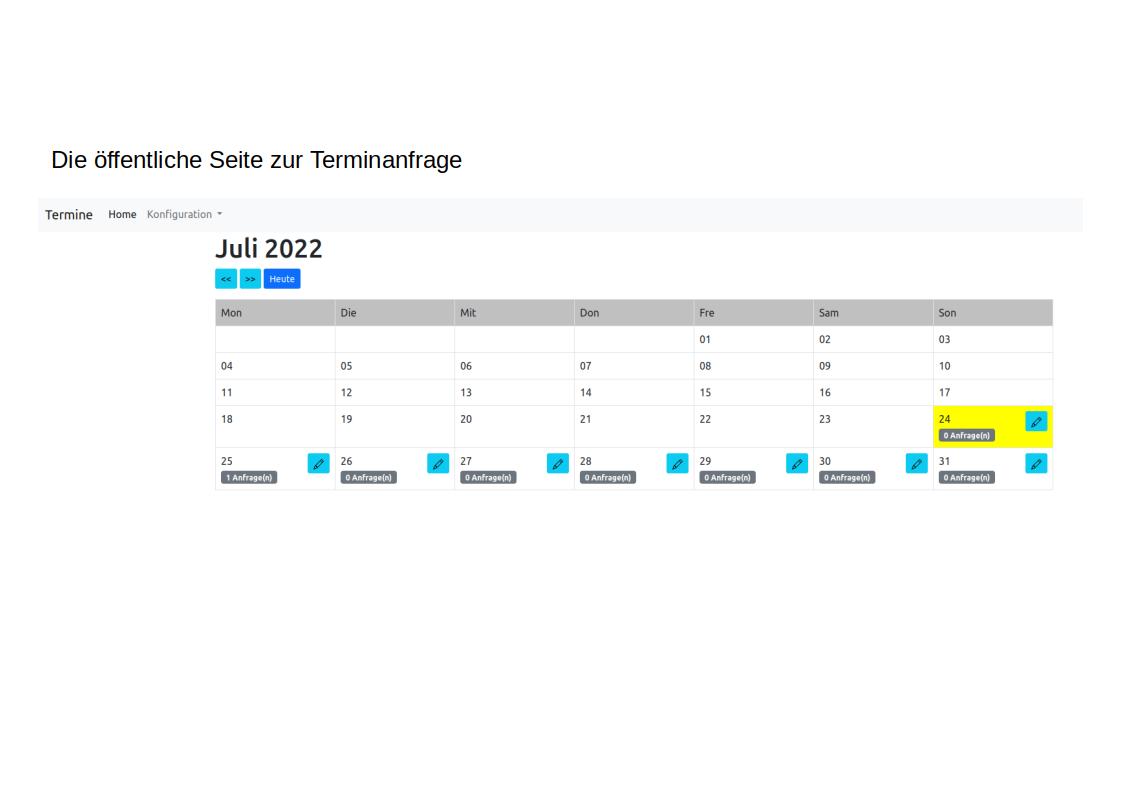 Die öffentliche Seite zur Terminanfrage
Termine Home Konfiguration
Juli 2022
<< >> Heute
Mon Die Mit Don Fre Sam Son
01 02 03
04 05 06 07 08 09 10
11 12 13 14 15 16 17
18 19 20 21 22 23 24
0 Anfrage(n)
25 26 27 28 29 30 31
1 Anfrage(n) 0 Anfrage(n) 0 Anfrage(n) 0 Anfrage(n) 0 Anfrage(n) 0 Anfrage(n) 0 Anfrage(n)